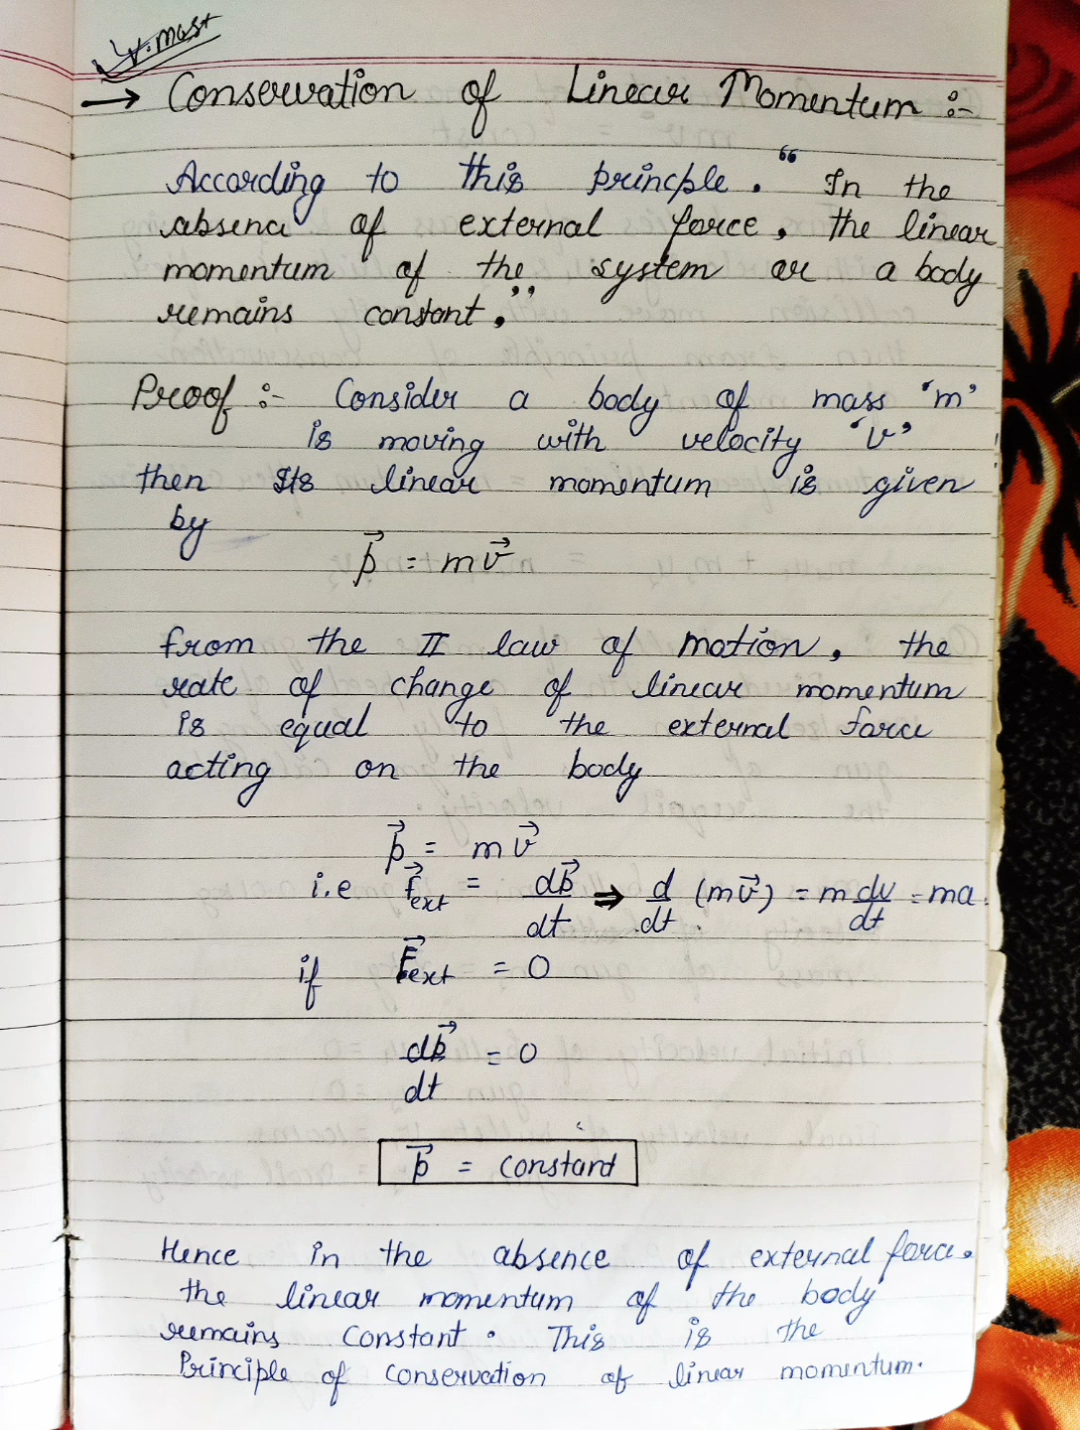 V. most
→ Conservation of Linear Momentum :-
According to this princple. " In the
absence of external force, the linear
momentum of the system or a body
remains constant."
Proof :- Consider a body of mass 'm'
is moving with velocity 'v'
then Its linear momentum is given
by
p⃗ = m v⃗
from the II law of motion, the
rate of change of linear momentum
is equal to the external force
acting on the body
p⃗ = m v⃗
i.e F⃗ext = dp⃗/dt ⇒ d/dt (m v⃗) = m dv/dt = ma.
if F⃗ext = 0
dp⃗/dt = 0
p⃗ = constant
Hence in the absence of external force.
the linear momentum of the body
remains constant. This is the
Principle of conservation of linear momentum.